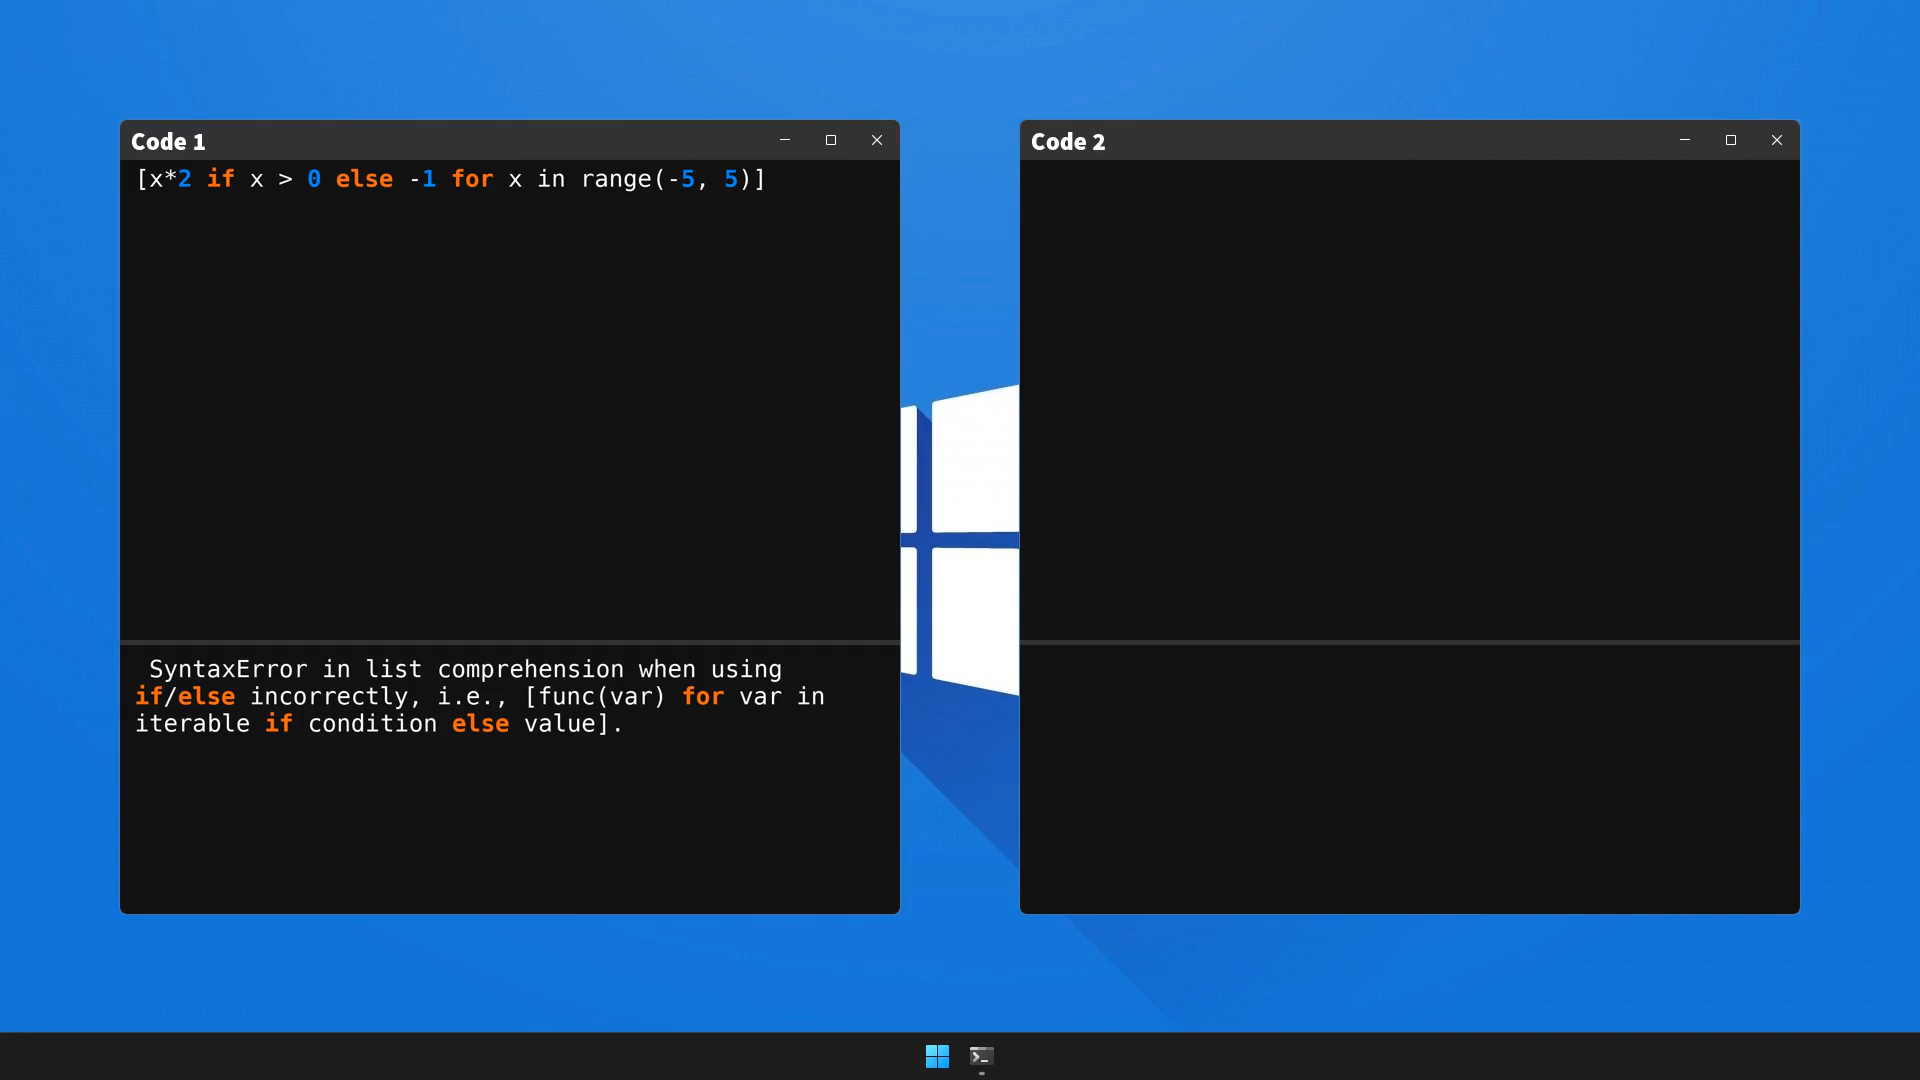 Code 1
[x*2 if x > 0 else -1 for x in range(-5, 5)]
SyntaxError in list comprehension when using
if/else incorrectly, i.e., [func(var) for var in
iterable if condition else value].
Code 2